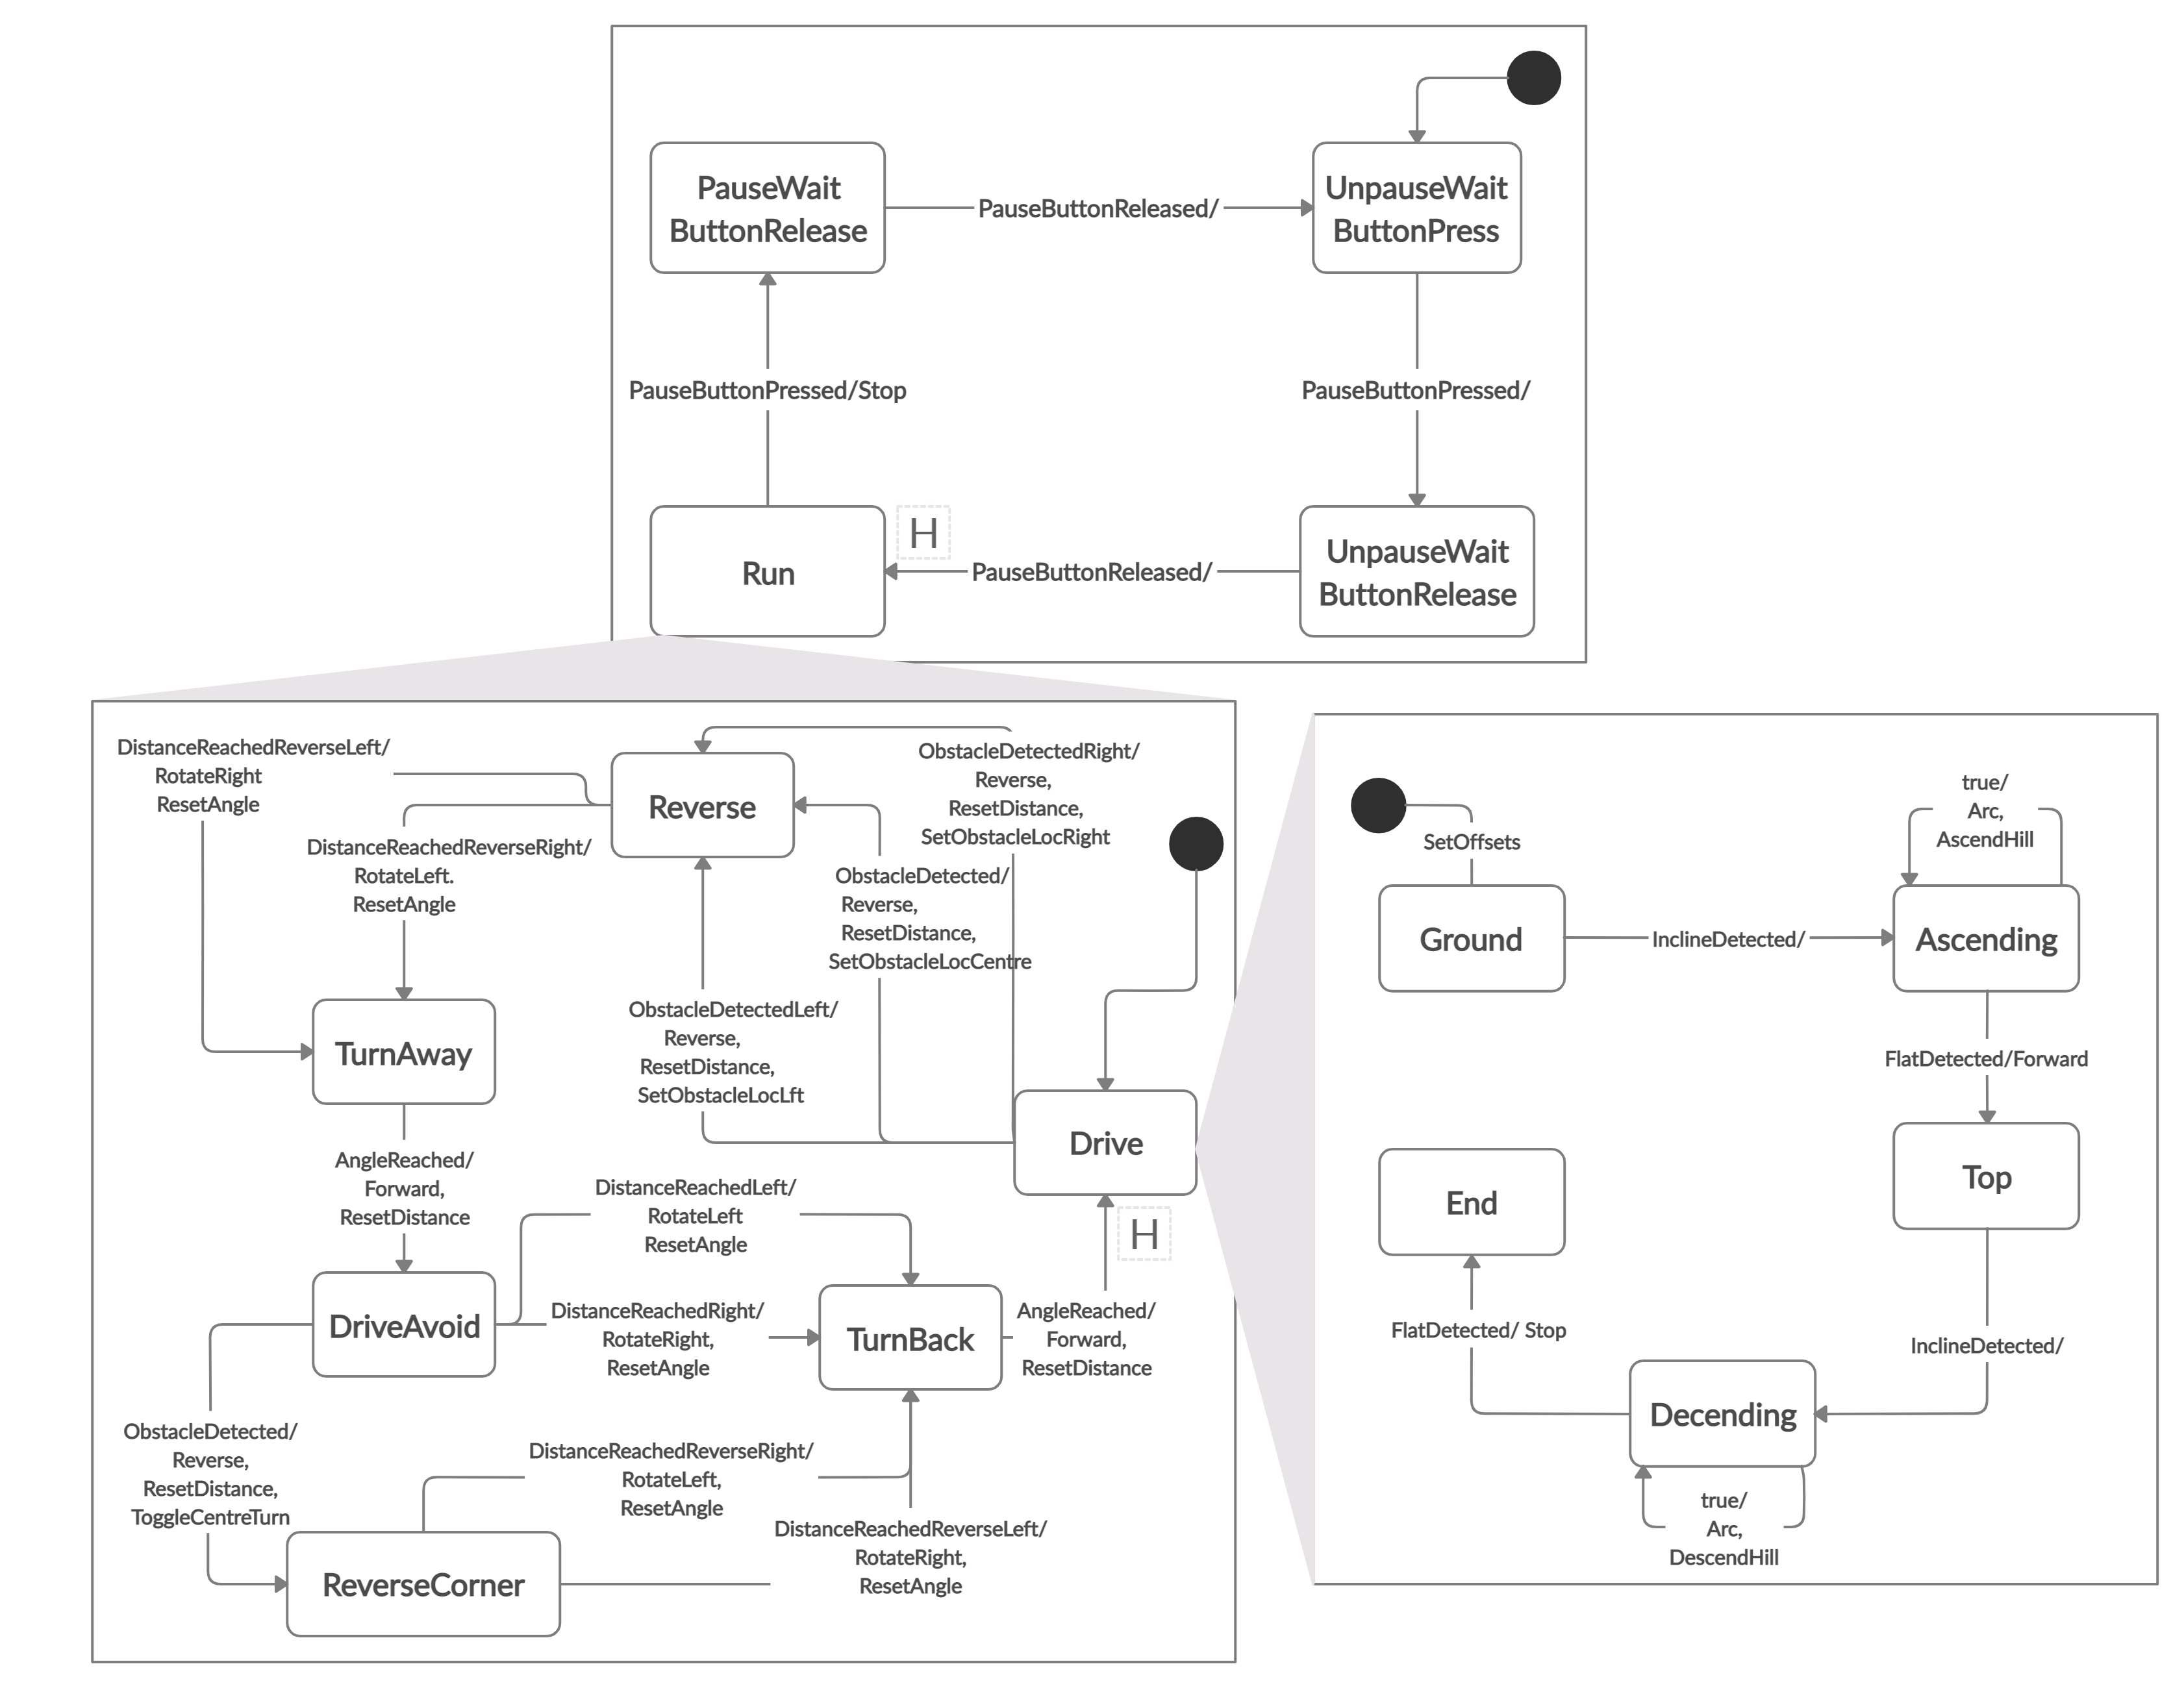 PauseWait
ButtonRelease
PauseButtonReleased/
UnpauseWait
ButtonPress
PauseButtonPressed/Stop
PauseButtonPressed/
Run
H
PauseButtonReleased/
UnpauseWait
ButtonRelease
DistanceReachedReverseLeft/
RotateRight
ResetAngle
Reverse
ObstacleDetectedRight/
Reverse,
ResetDistance,
SetObstacleLocRight
DistanceReachedReverseRight/
RotateLeft.
ResetAngle
ObstacleDetected/
Reverse,
ResetDistance,
SetObstacleLocCentre
ObstacleDetectedLeft/
Reverse,
ResetDistance,
SetObstacleLocLft
TurnAway
Drive
AngleReached/
Forward,
ResetDistance
DistanceReachedLeft/
RotateLeft
ResetAngle
H
DriveAvoid
DistanceReachedRight/
RotateRight,
ResetAngle
TurnBack
AngleReached/
Forward,
ResetDistance
ObstacleDetected/
Reverse,
ResetDistance,
ToggleCentreTurn
DistanceReachedReverseRight/
RotateLeft,
ResetAngle
DistanceReachedReverseLeft/
RotateRight,
ResetAngle
ReverseCorner
SetOffsets
true/
Arc,
AscendHill
Ground
InclineDetected/
Ascending
FlatDetected/Forward
Top
End
FlatDetected/ Stop
InclineDetected/
Decending
true/
Arc,
DescendHill